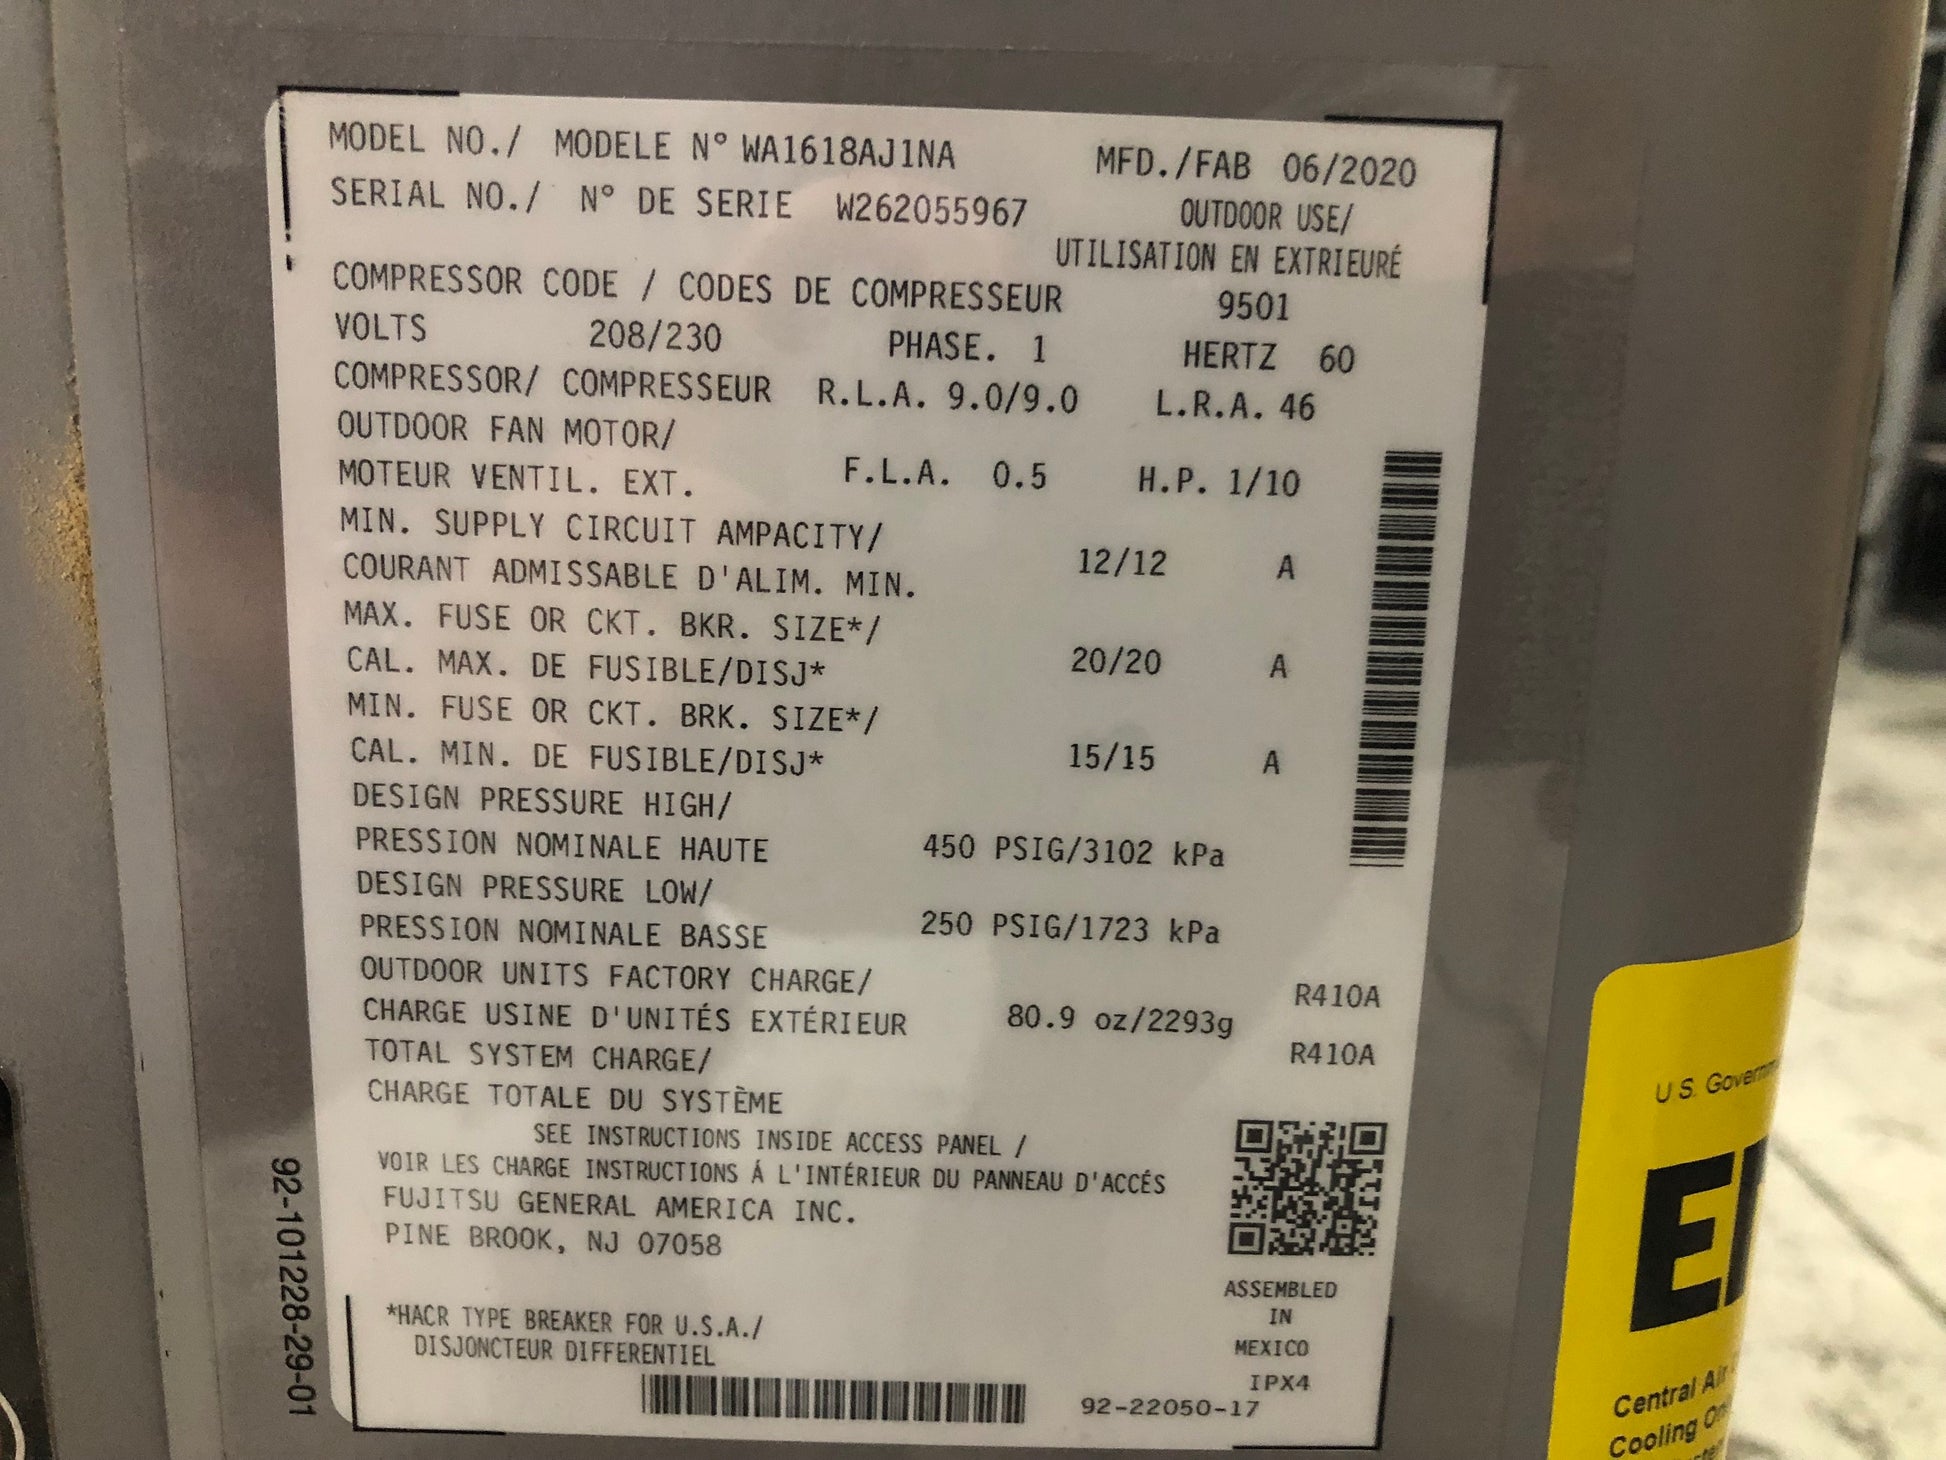 MODEL NO./ MODELE N° WA1618AJ1NA
MFD./FAB 06/2020
SERIAL NO./ N° DE SERIE W262055967
OUTDOOR USE/
UTILISATION EN EXTRIEURÉ
COMPRESSOR CODE / CODES DE COMPRESSEUR 9501
VOLTS 208/230 PHASE. 1 HERTZ 60
COMPRESSOR/ COMPRESSEUR R.L.A. 9.0/9.0 L.R.A. 46
OUTDOOR FAN MOTOR/
MOTEUR VENTIL. EXT. F.L.A. 0.5 H.P. 1/10
MIN. SUPPLY CIRCUIT AMPACITY/
COURANT ADMISSABLE D'ALIM. MIN. 12/12 A
MAX. FUSE OR CKT. BKR. SIZE*/
CAL. MAX. DE FUSIBLE/DISJ* 20/20 A
MIN. FUSE OR CKT. BRK. SIZE*/
CAL. MIN. DE FUSIBLE/DISJ* 15/15 A
DESIGN PRESSURE HIGH/
PRESSION NOMINALE HAUTE 450 PSIG/3102 kPa
DESIGN PRESSURE LOW/
PRESSION NOMINALE BASSE 250 PSIG/1723 kPa
OUTDOOR UNITS FACTORY CHARGE/
CHARGE USINE D'UNITÉS EXTÉRIEUR 80.9 oz/2293g R410A
TOTAL SYSTEM CHARGE/ R410A
CHARGE TOTALE DU SYSTÈME
SEE INSTRUCTIONS INSIDE ACCESS PANEL /
VOIR LES CHARGE INSTRUCTIONS Á L'INTÉRIEUR DU PANNEAU D'ACCÉS
FUJITSU GENERAL AMERICA INC.
PINE BROOK, NJ 07058
ASSEMBLED
IN
MEXICO
IPX4
*HACR TYPE BREAKER FOR U.S.A./
DISJONCTEUR DIFFERENTIEL
92-22050-17
92-101228-29-01
U.S.
Central Air
Cooling